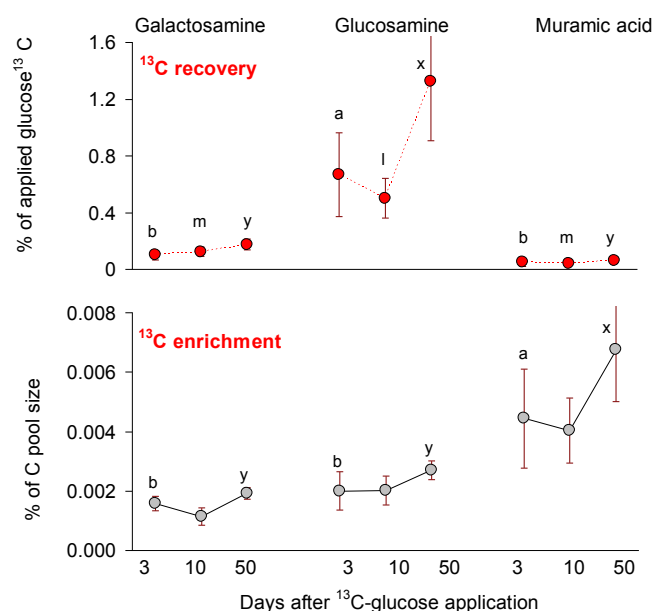 Galactosamine Glucosamine Muramic acid
1.6
¹³C recovery
x
1.2
a
0.8
l
0.4
b m y
b m y
0
% of applied glucose¹³ C
0.008
¹³C enrichment
x
a
0.006
0.004
b y
b y
0.002
0.000
% of C pool size
3 10 50 3 10 50 3 10 50
Days after ¹³C-glucose application